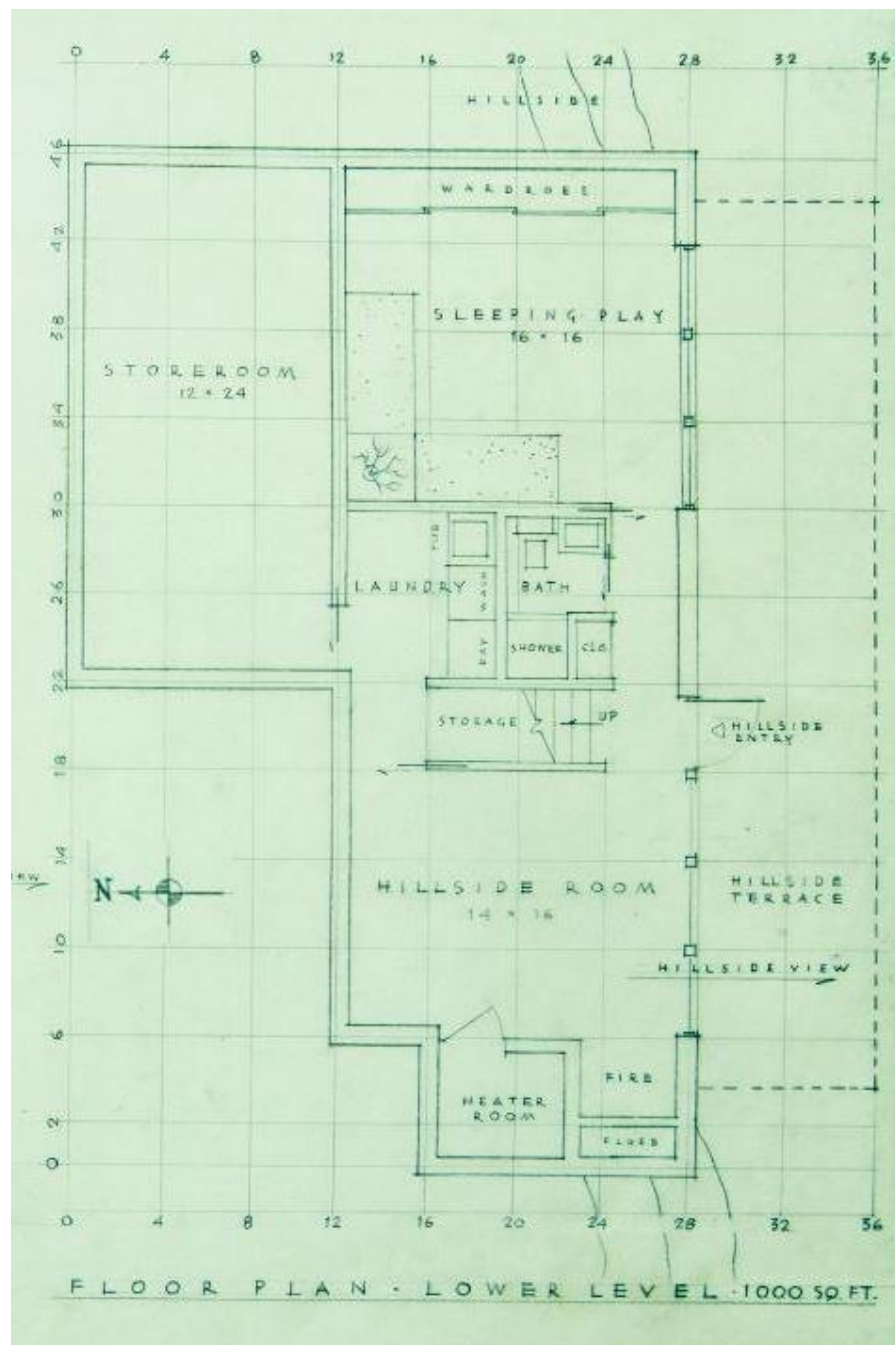 0 4 8 12 16 20 24 28 32 36
HILLSIDE
46
WARDROBE
42
SLEEPING PLAY
16 × 16
38
STOREROOM
12 × 24
34
30
TUB
LAUNDRY
WASH
BATH
26
SHOWER
CLO
22
STORAGE
UP
HILLSIDE
ENTRY
18
14
N
HILLSIDE ROOM
14 × 16
HILLSIDE
TERRACE
10
HILLSIDE VIEW
6
FIRE
HEATER
ROOM
2
FLUES
0
0 4 8 12 16 20 24 28 32 36
FLOOR PLAN - LOWER LEVEL - 1000 SQ. FT.